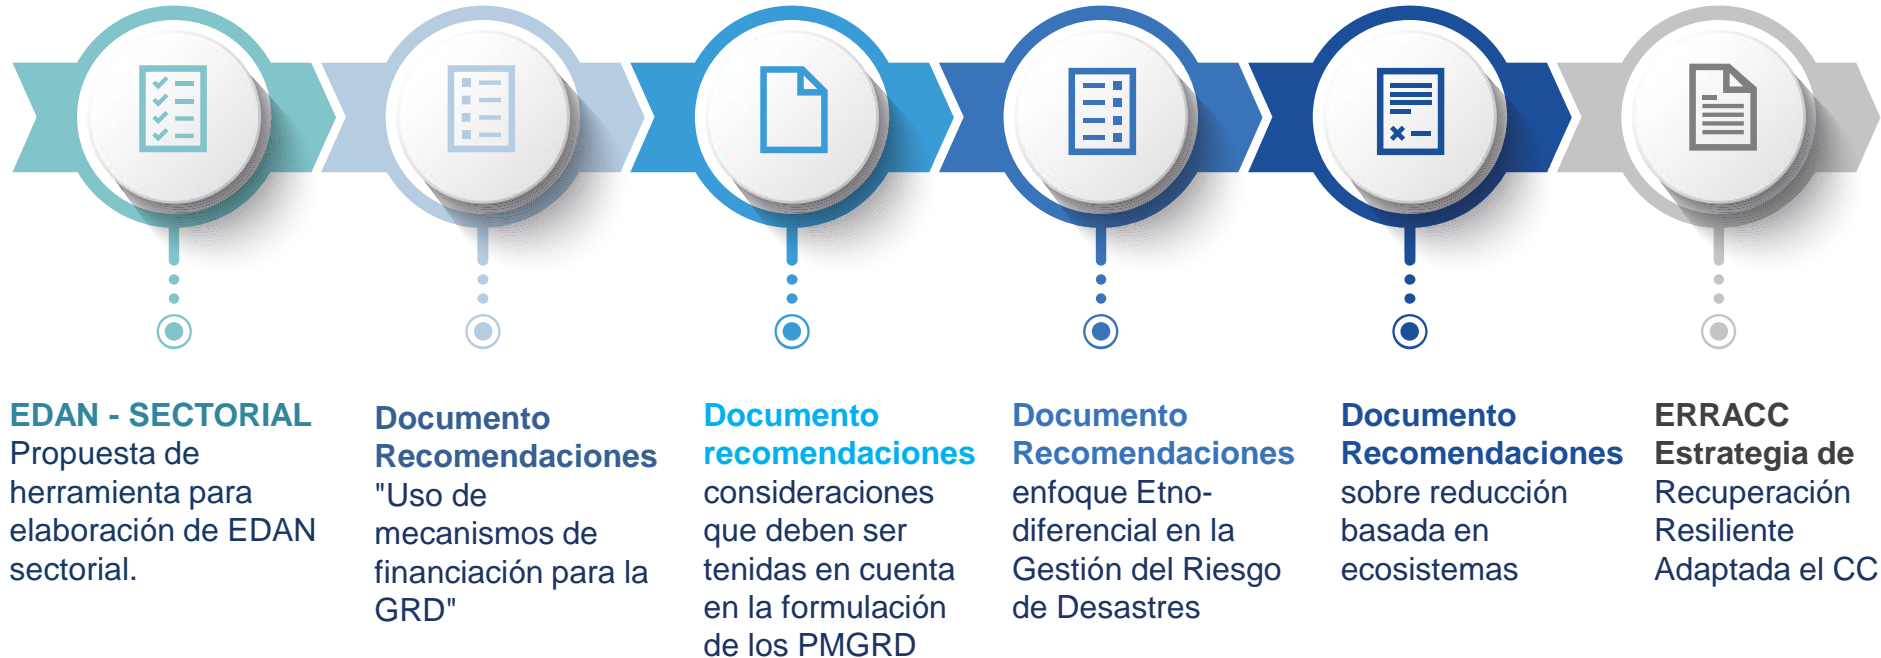 EDAN - SECTORIAL
Propuesta de
herramienta para
elaboración de EDAN
sectorial.
Documento
Recomendaciones
"Uso de
mecanismos de
financiación para la
GRD"
Documento
recomendaciones
consideraciones
que deben ser
tenidas en cuenta
en la formulación
de los PMGRD
Documento
Recomendaciones
enfoque Etno-
diferencial en la
Gestión del Riesgo
de Desastres
Documento
Recomendaciones
sobre reducción
basada en
ecosistemas
ERRACC
Estrategia de
Recuperación
Resiliente
Adaptada el CC